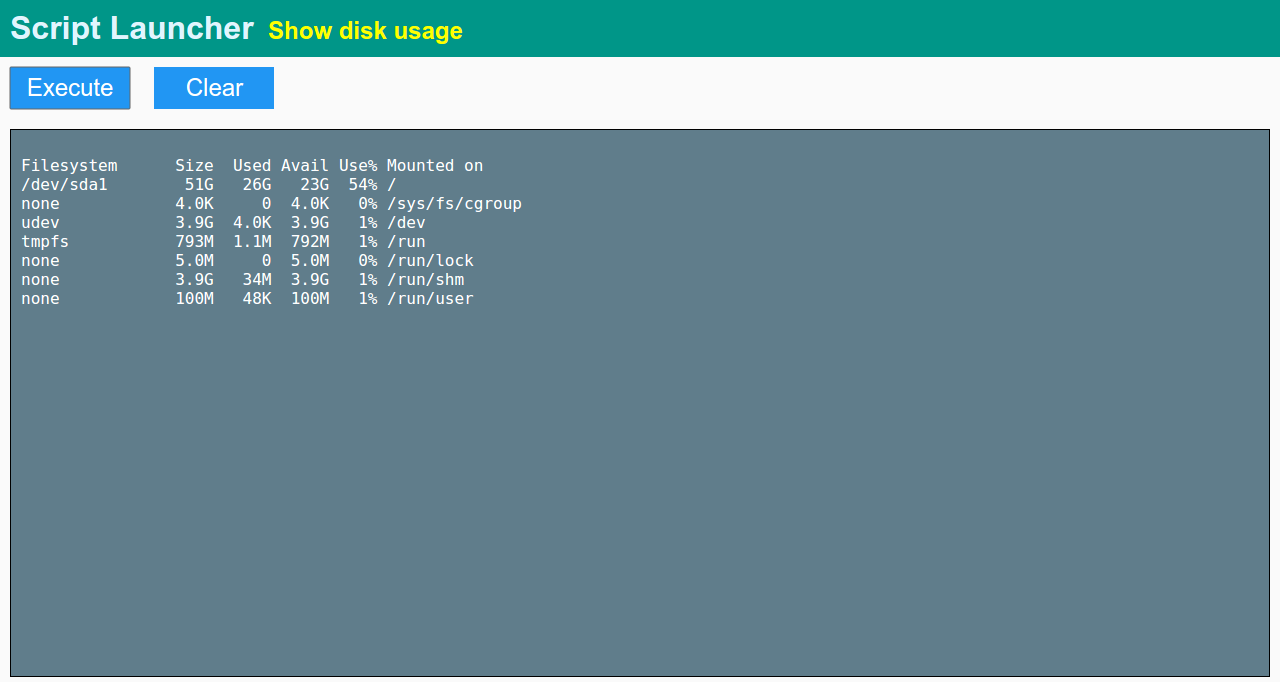 Script Launcher Show disk usage
Execute Clear
Filesystem      Size  Used Avail Use% Mounted on
/dev/sda1        51G   26G   23G  54% /
none            4.0K     0  4.0K   0% /sys/fs/cgroup
udev            3.9G  4.0K  3.9G   1% /dev
tmpfs           793M  1.1M  792M   1% /run
none            5.0M     0  5.0M   0% /run/lock
none            3.9G   34M  3.9G   1% /run/shm
none            100M   48K  100M   1% /run/user